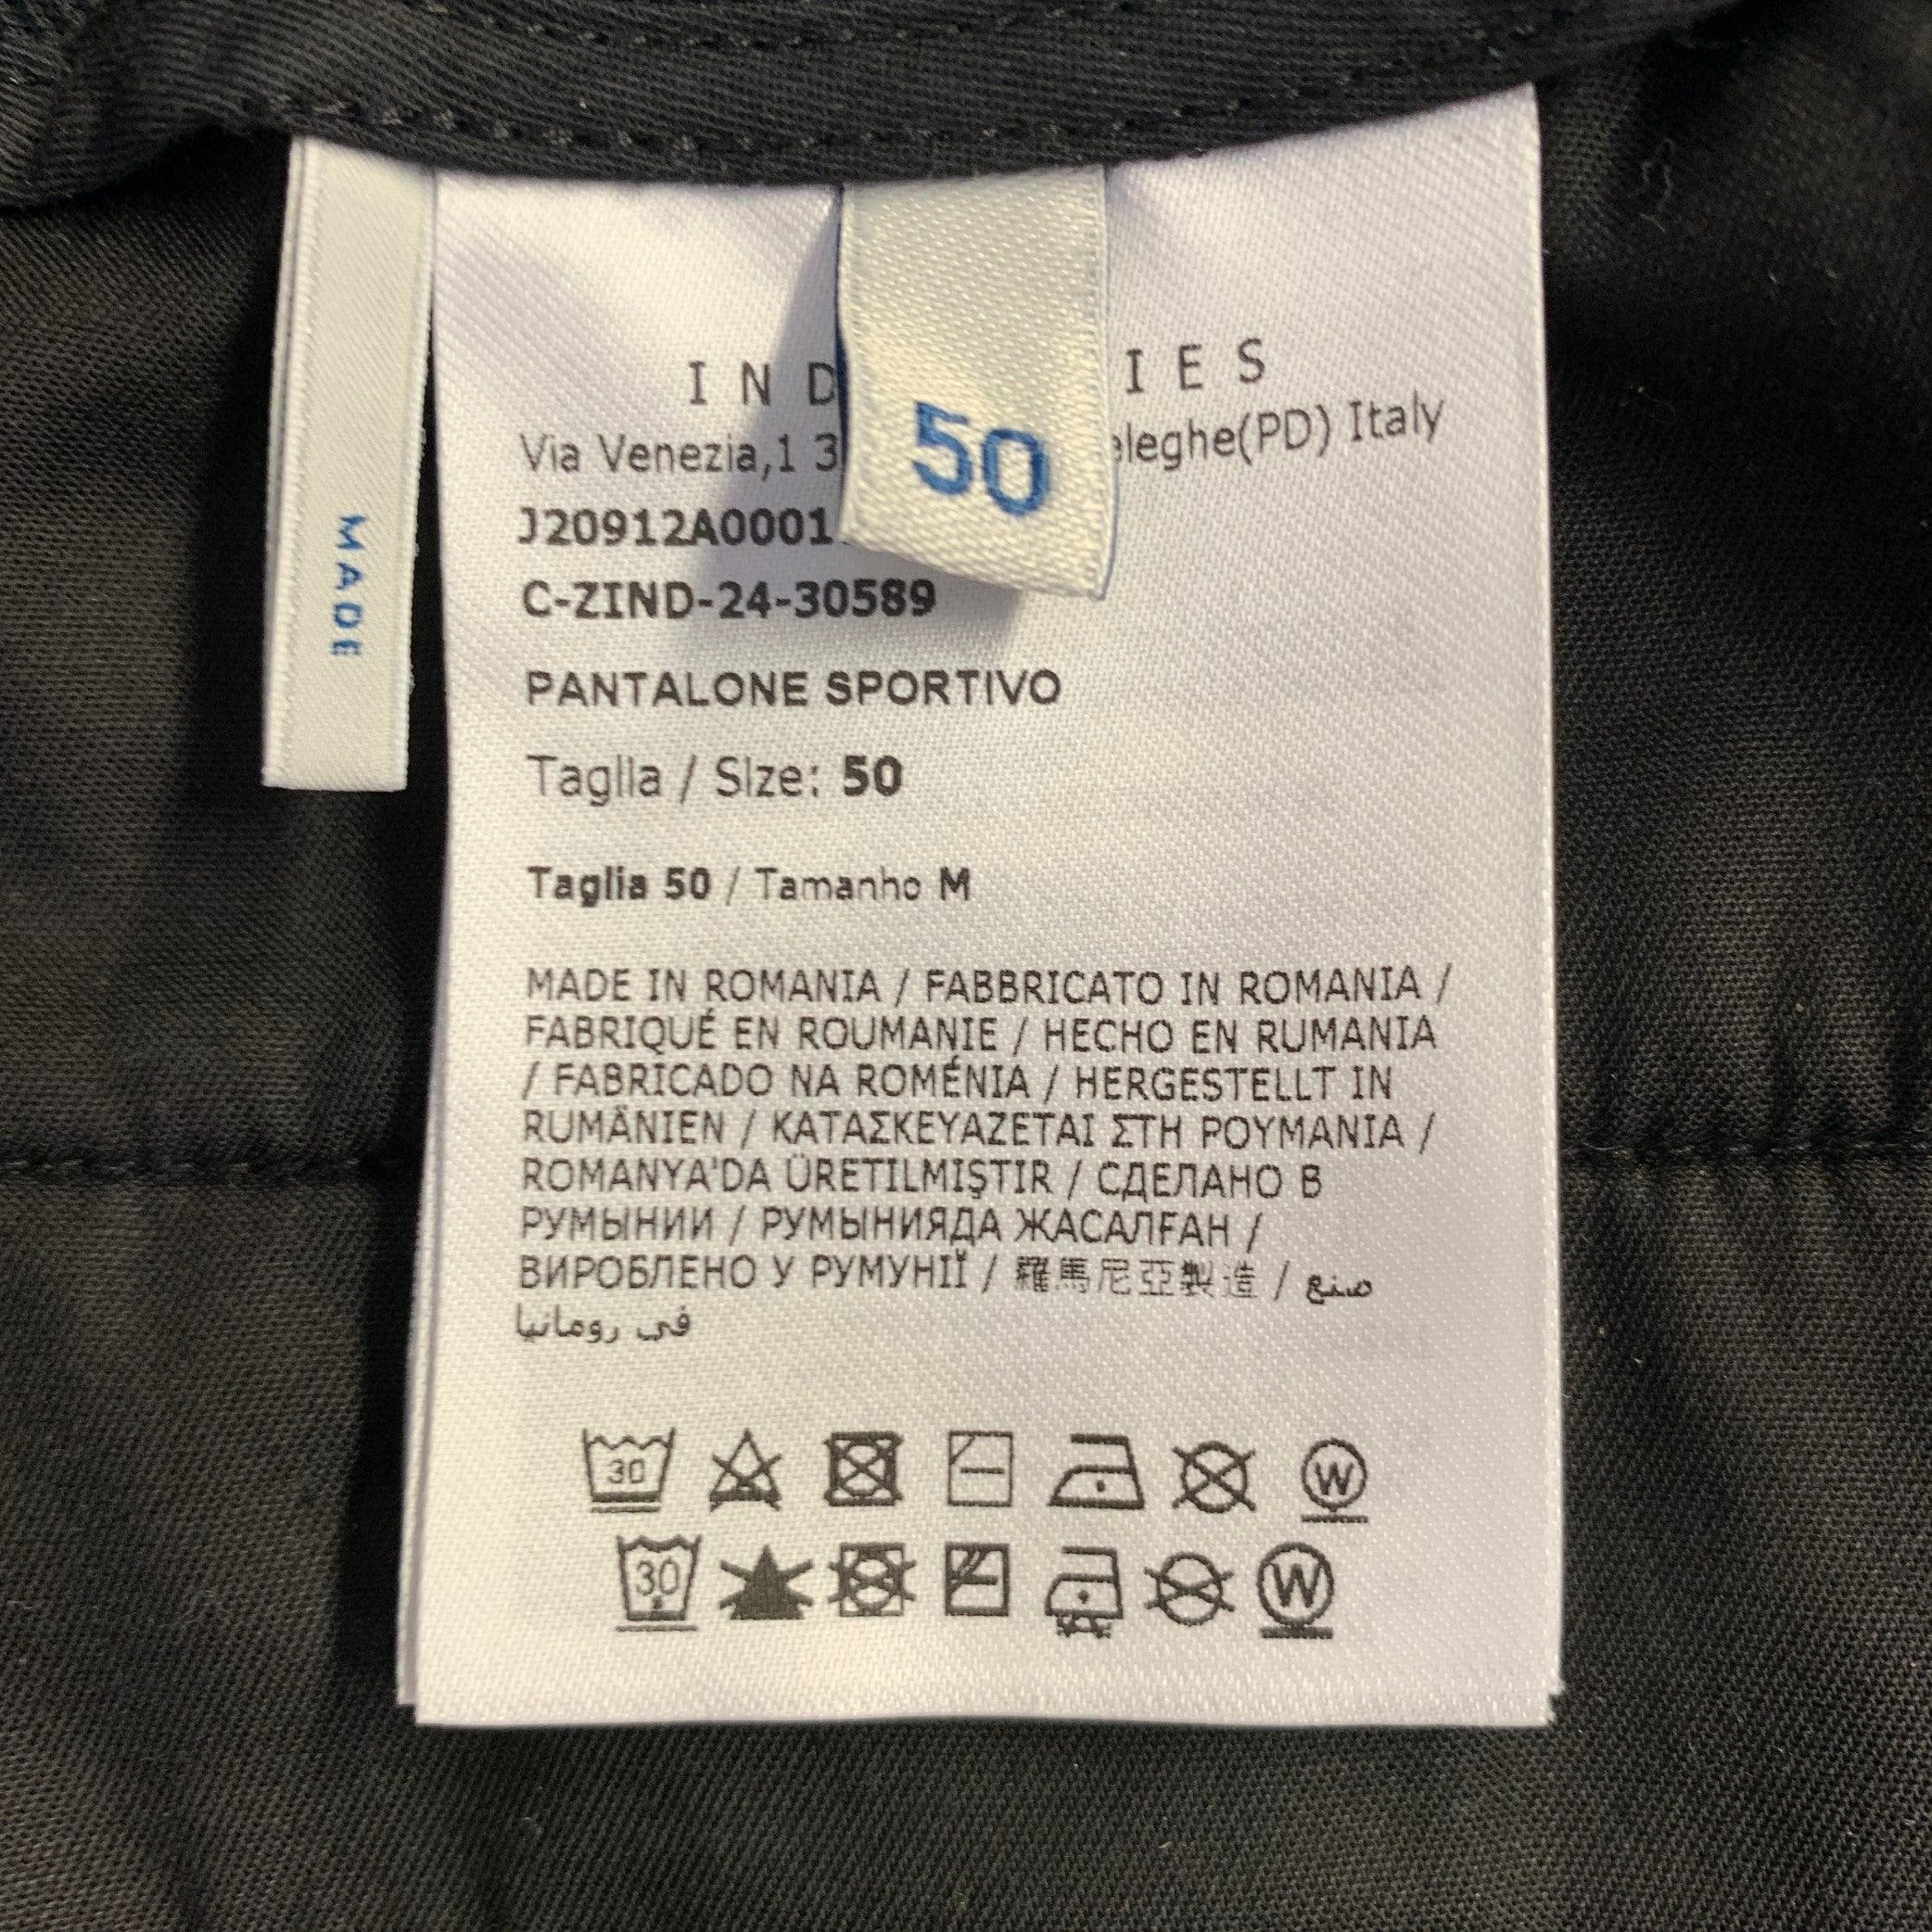 MADE
50
IND IES
Via Venezia,1 3 eleghe(PD) Italy
J20912A0001
C-ZIND-24-30589
PANTALONE SPORTIVO
Taglia / Size: 50
Taglia 50 / Tamanho M
MADE IN ROMANIA / FABBRICATO IN ROMANIA /
FABRIQUÉ EN ROUMANIE / HECHO EN RUMANIA
/ FABRICADO NA ROMÉNIA / HERGESTELLT IN
RUMÄNIEN / ΚΑΤΑΣΚΕΥΑΖΕΤΑΙ ΣΤΗ ΡΟΥΜΑΝΙΑ /
ROMANYA'DA ÜRETILMIŞTIR / СДЕЛАНО В
РУМЫНИИ / РУМЫНИЯДА ЖАСАЛҒАН /
ВИРОБЛЕНО У РУМУНІЇ / 羅馬尼亞製造 / صنع
في رومانيا
30 W
30 W